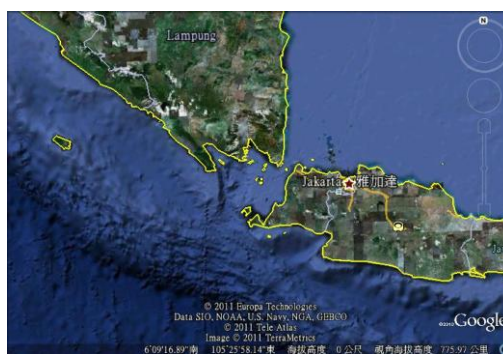 N
Lampung
Jakarta 雅加達
© 2011 Europa Technologies
Data SIO, NOAA, U.S. Navy, NGA, GEBCO
© 2011 Tele Atlas
Image © 2011 TerraMetrics
©2010 Google
6°09'16.89"南 105°25'58.14"東 海拔高度 0 公尺 視角海拔高度 775.97 公里